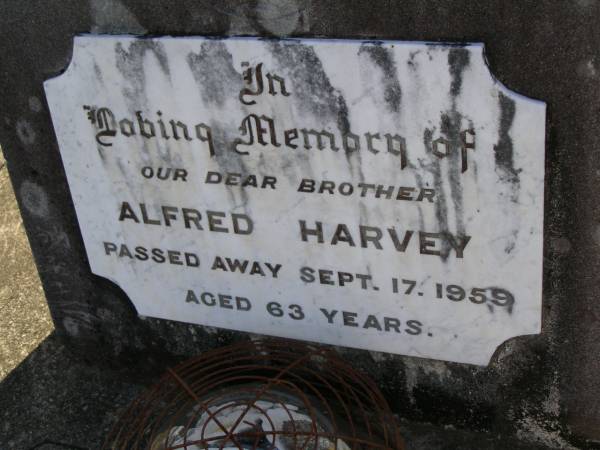 In
Loving Memory of
OUR DEAR BROTHER
ALFRED HARVEY
PASSED AWAY SEPT. 17. 1959
AGED 63 YEARS.